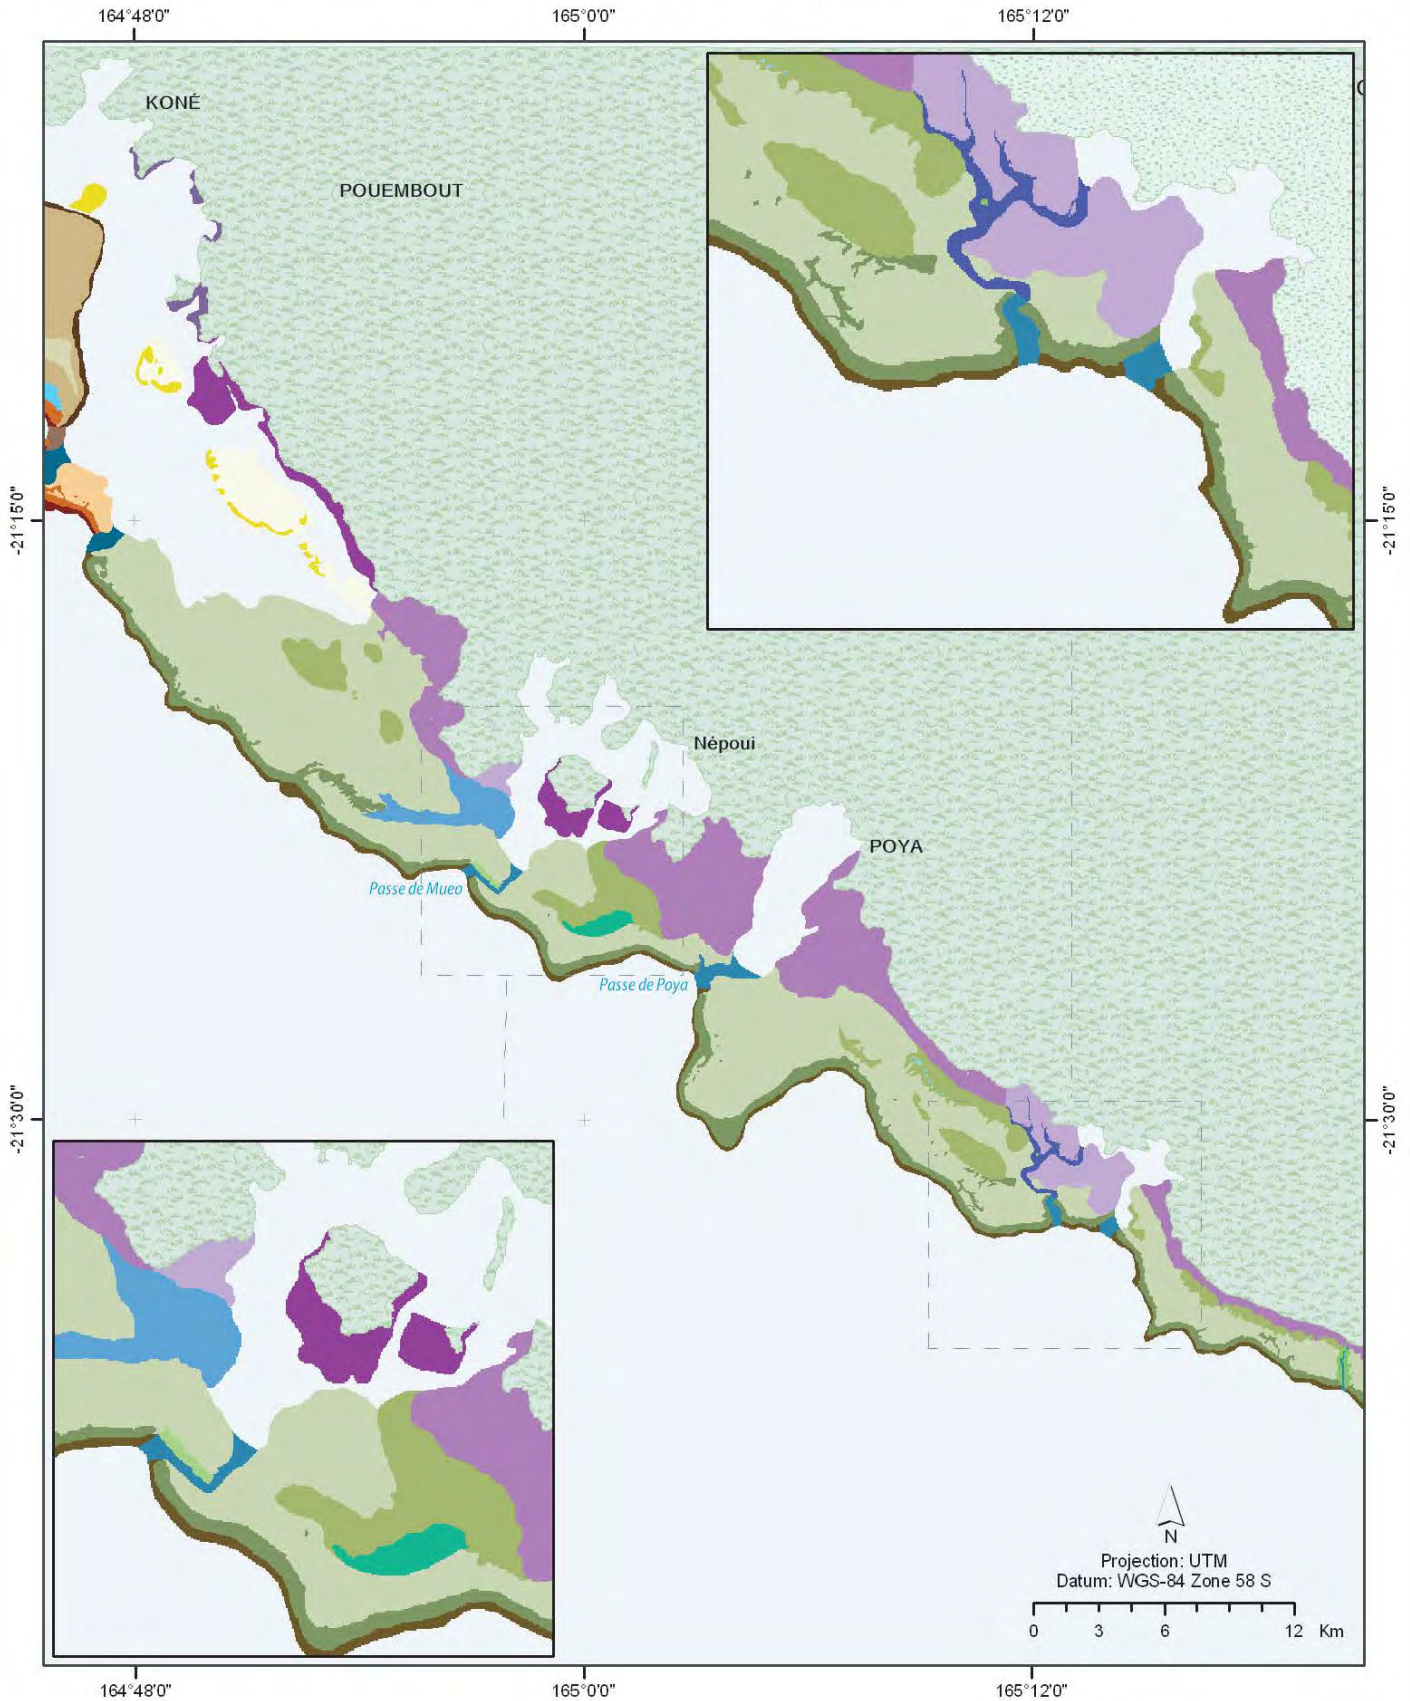 164°48'0"
165°0'0"
165°12'0"
KONÉ
POUEMBOUT
-21°15'0"
-21°15'0"
Népoui
POYA
Passe de Mueo
Passe de Poya
-21°30'0"
-21°30'0"
N
Projection: UTM
Datum: WGS-84 Zone 58 S
0 3 6 12 Km
164°48'0"
165°0'0"
165°12'0"